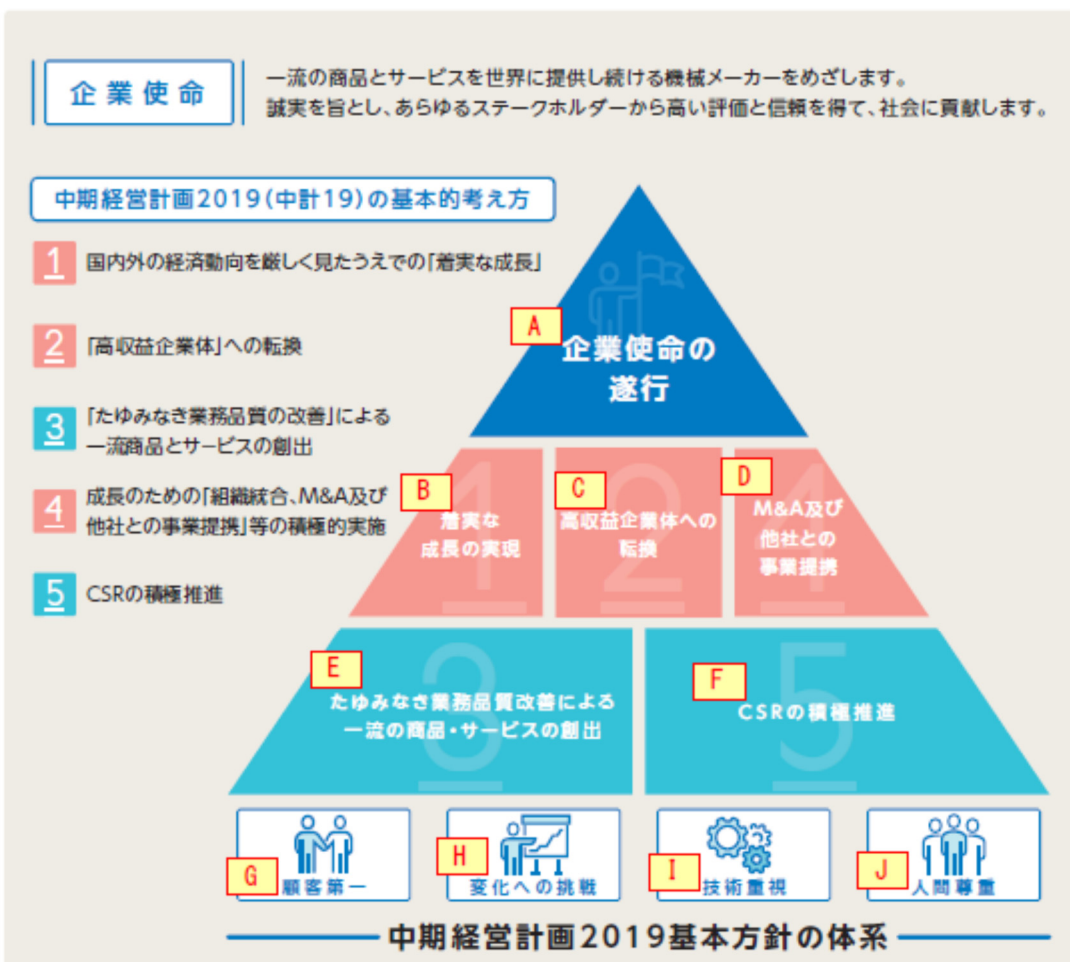 企業使命
一流の商品とサービスを世界に提供し続ける機械メーカーをめざします。
誠実を旨とし、あらゆるステークホルダーから高い評価と信頼を得て、社会に貢献します。
中期経営計画2019(中計19)の基本的考え方
1 国内外の経済動向を厳しく見たうえでの「着実な成長」
2 「高収益企業体」への転換
3 「たゆみなき業務品質の改善」による
一流商品とサービスの創出
4 成長のための「組織統合、M&A及び
他社との事業提携」等の積極的実施
5 CSRの積極推進
A
企業使命の
遂行
B
1
着実な
成長の実現
C
2
高収益企業体への
転換
D
4
M&A及び
他社との
事業提携
E
3
たゆみなき業務品質改善による
一流の商品・サービスの創出
F
5
CSRの積極推進
G
顧客第一
H
変化への挑戦
I
技術重視
J
人間尊重
中期経営計画2019基本方針の体系